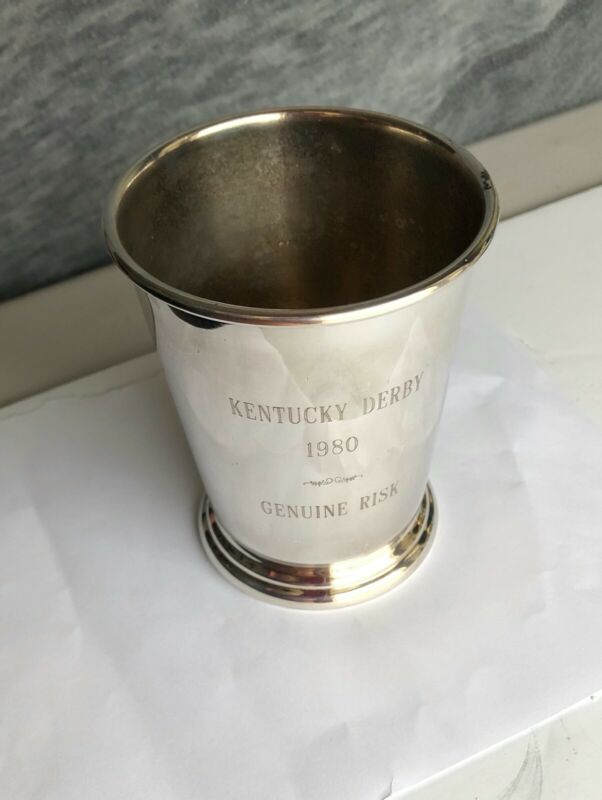 KENTUCKY DERBY
1980
GENUINE RISK